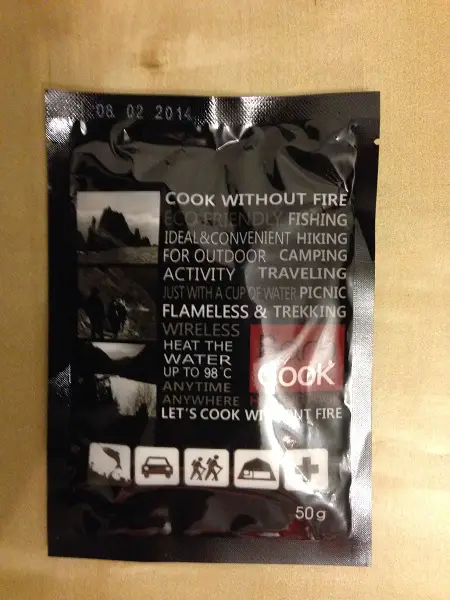 08 02 2014
COOK WITHOUT FIRE
ECO FRIENDLY FISHING
IDEAL&CONVENIENT HIKING
FOR OUTDOOR CAMPING
ACTIVITY TRAVELING
JUST WITH A CUP OF WATER PICNIC
FLAMELESS & TREKKING
WIRELESS
HEAT THE
WATER
UP TO 98˚C
COOK
ANYTIME
ANYWHERE
LET'S COOK WITHOUT FIRE
50g